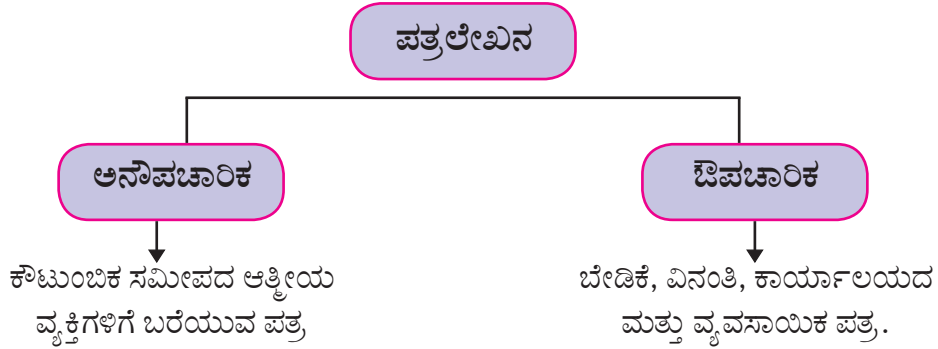 ಪತ್ರಲೇಖನ
ಅನೌಪಚಾರಿಕ
ಔಪಚಾರಿಕ
ಕೌಟುಂಬಿಕ ಸಮೀಪದ ಆತ್ಮೀಯ
ವ್ಯಕ್ತಿಗಳಿಗೆ ಬರೆಯುವ ಪತ್ರ
ಬೇಡಿಕೆ, ವಿನಂತಿ, ಕಾರ್ಯಾಲಯದ
ಮತ್ತು ವ್ಯವಸಾಯಿಕ ಪತ್ರ.